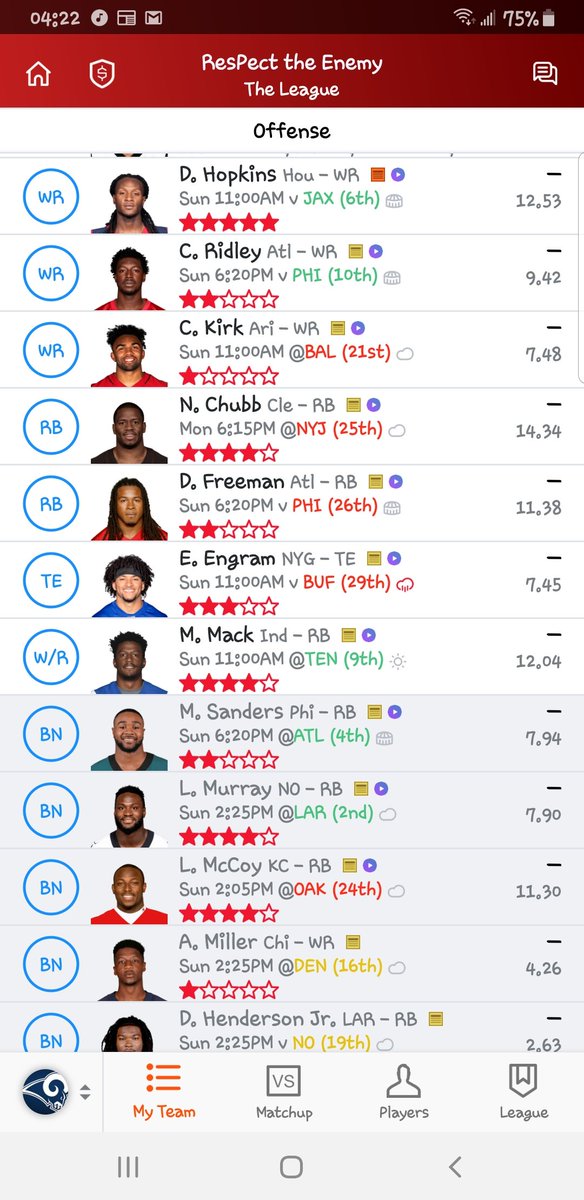 04:22 75%
ResPect the Enemy
The League
Offense
WR D. Hopkins Hou - WR –
Sun 11:00AM v JAX (6th) 12.53
WR C. Ridley Atl - WR –
Sun 6:20PM v PHI (10th) 9.42
WR C. Kirk Ari - WR –
Sun 11:00AM @BAL (21st) 7.48
RB N. Chubb Cle - RB –
Mon 6:15PM @NYJ (25th) 14.34
RB D. Freeman Atl - RB –
Sun 6:20PM v PHI (26th) 11.38
TE E. Engram NYG - TE –
Sun 11:00AM v BUF (29th) 7.45
W/R M. Mack Ind - RB –
Sun 11:00AM @TEN (9th) 12.04
BN M. Sanders Phi - RB –
Sun 6:20PM @ATL (4th) 7.94
BN L. Murray NO - RB –
Sun 2:25PM @LAR (2nd) 7.90
BN L. McCoy KC - RB –
Sun 2:05PM @OAK (24th) 11.30
BN A. Miller Chi - WR –
Sun 2:25PM @DEN (16th) 4.26
BN D. Henderson Jr. LAR - RB –
Sun 2:25PM v NO (19th) 2.63
My Team VS Matchup Players League